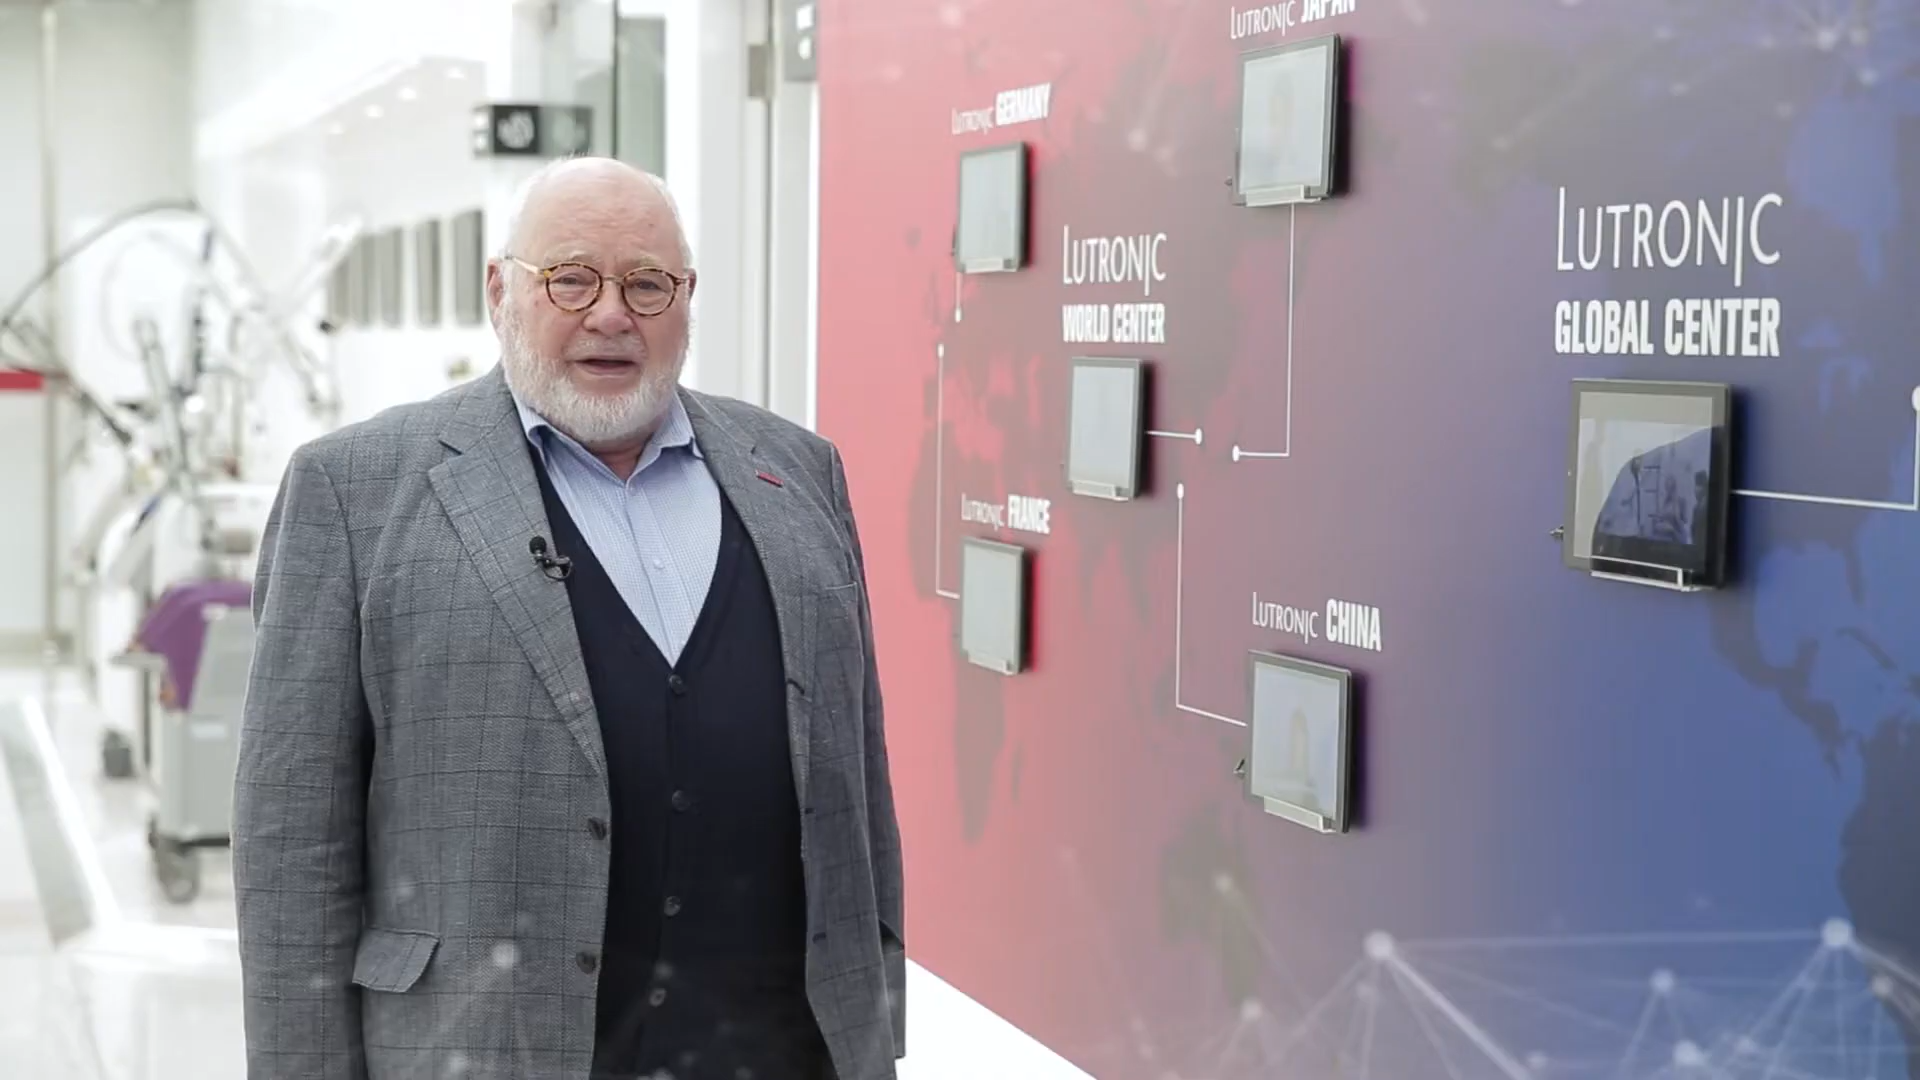 LUTRONIC JAPAN
LUTRONIC GERMANY
LUTRONIC
WORLD CENTER
LUTRONIC
GLOBAL CENTER
LUTRONIC FRANCE
LUTRONIC CHINA